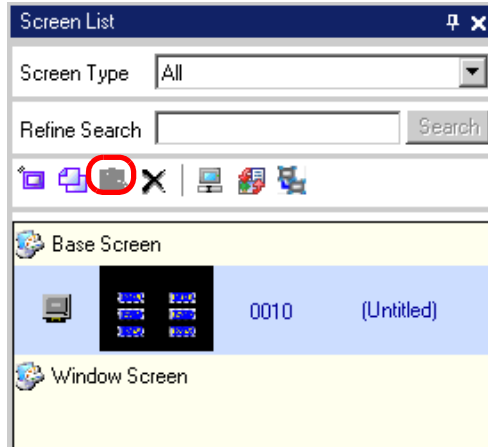 Screen List
Screen Type All
Refine Search Search
Base Screen
0010 (Untitled)
Window Screen